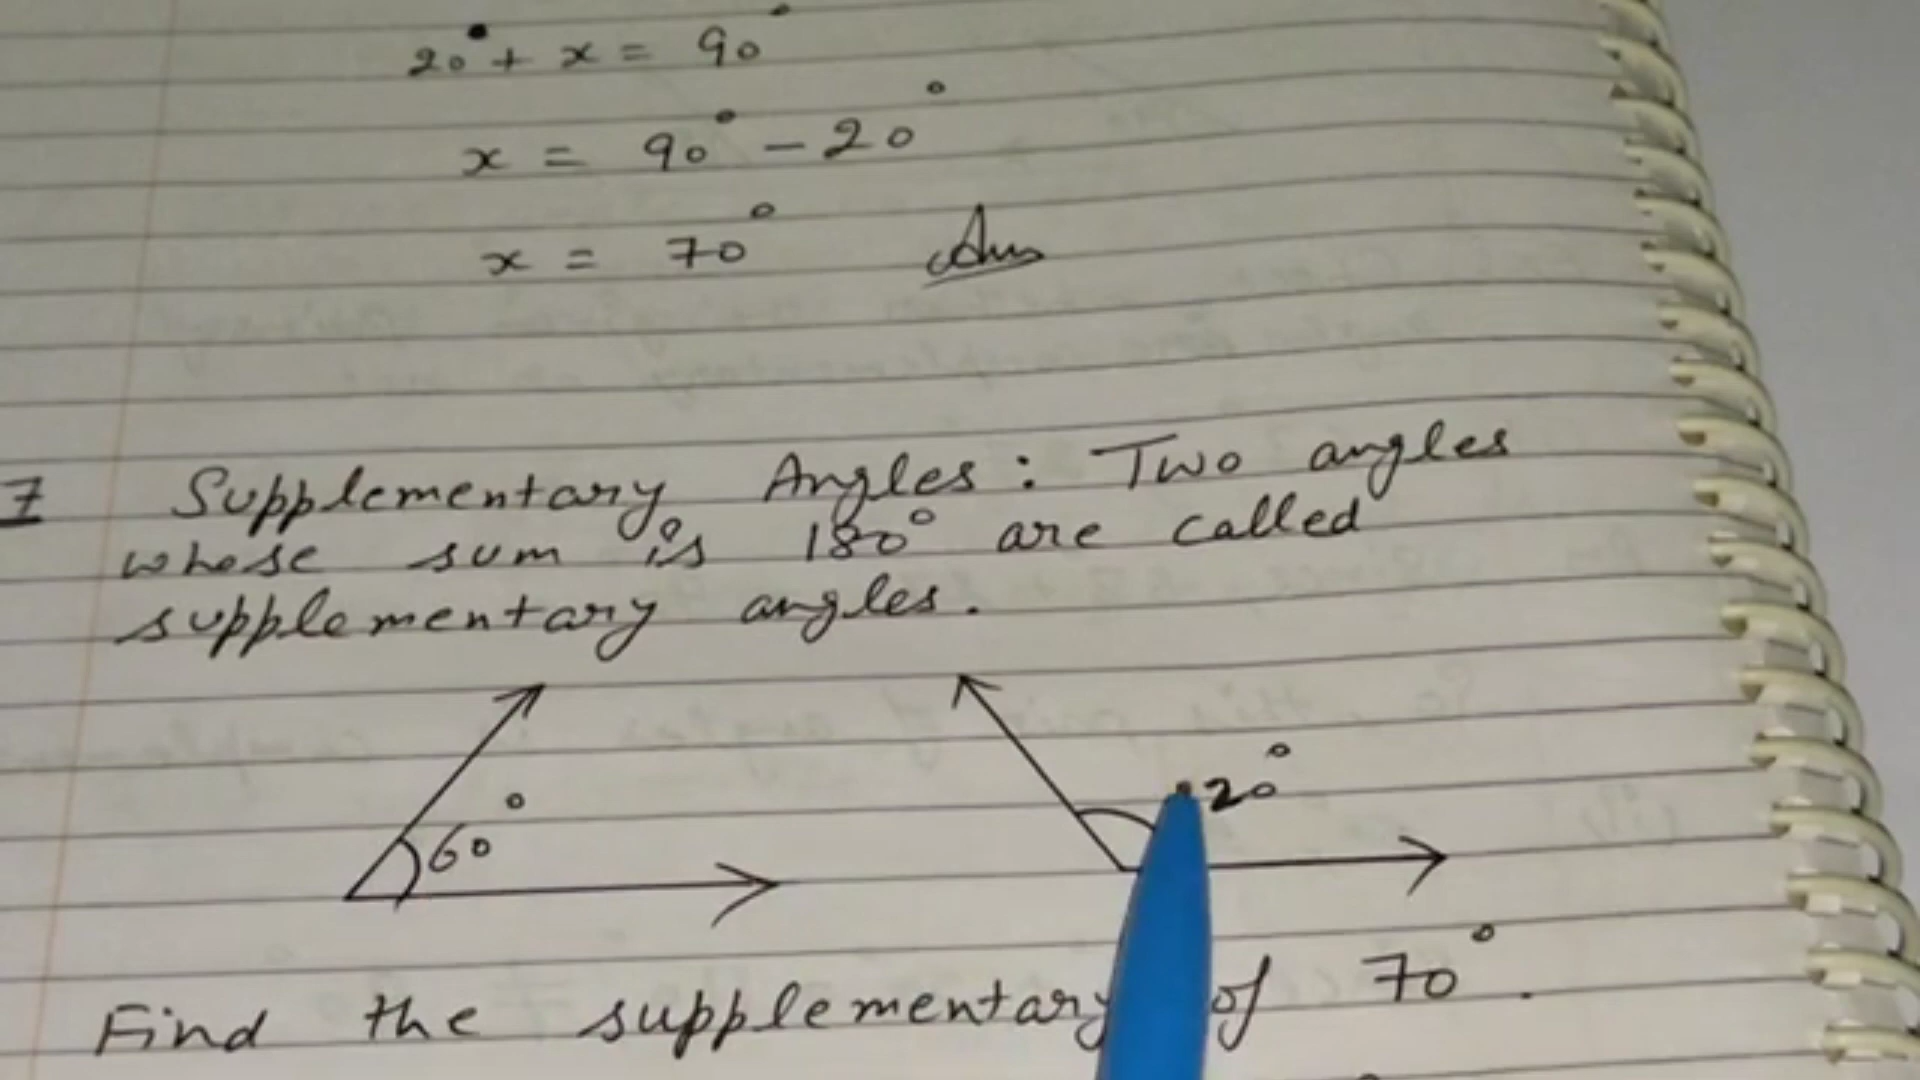 20° + x = 90°
x = 90° - 20°
x = 70° Ans
7 Supplementary Angles: Two angles
whose sum is 180° are called
supplementary angles.
60°
20°
Find the supplementary of 70°.